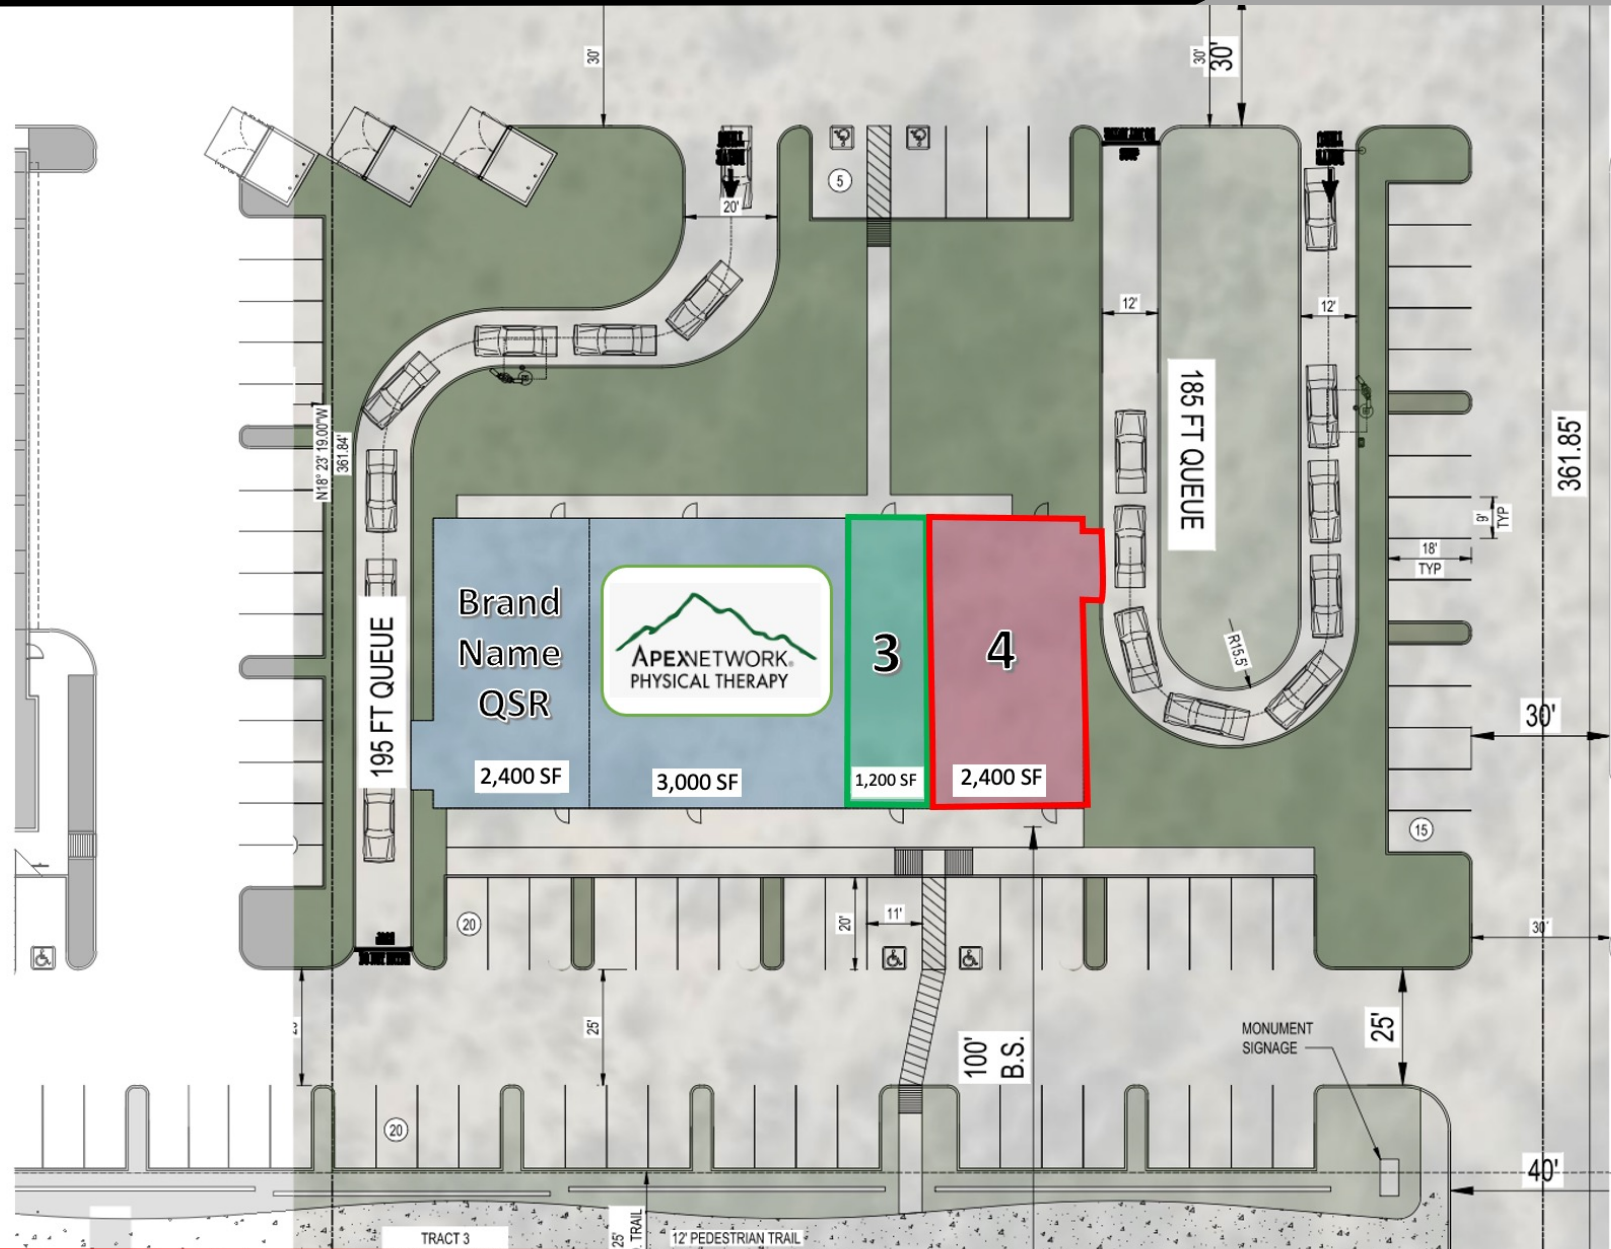 30'
30'
30'
5
20'
12'
12'
185 FT QUEUE
N18° 23' 19.00"W
361.84'
361.85'
9'
TYP
18'
TYP
Brand
Name
QSR
2,400 SF
APEXNETWORK®
PHYSICAL THERAPY
3,000 SF
3
1,200 SF
4
2,400 SF
195 FT QUEUE
R15.5'
30'
15
20
20'
11'
30'
25'
25'
100'
B.S.
MONUMENT
SIGNAGE
20
40'
TRACT 3
25'
TRAIL
12' PEDESTRIAN TRAIL